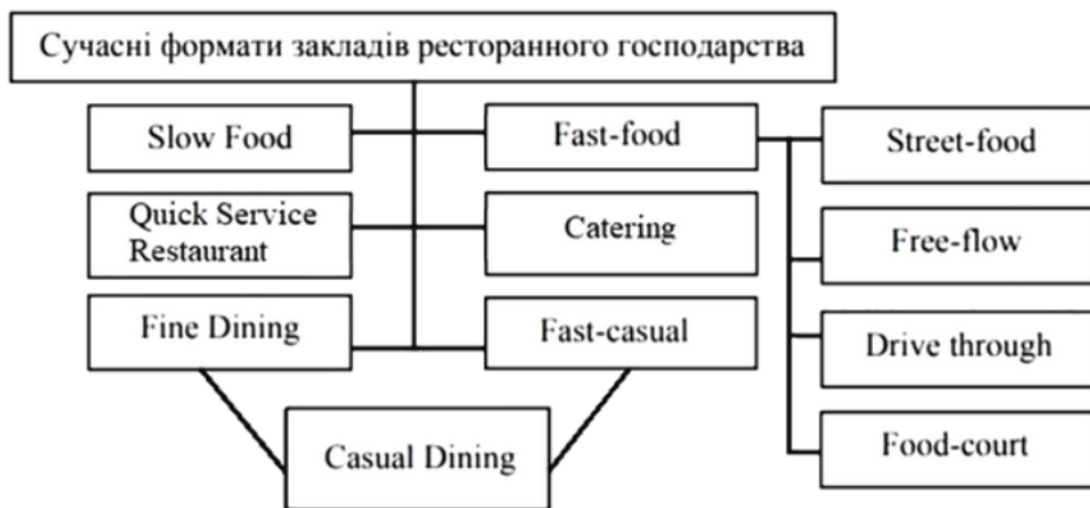 Сучасні формати закладів ресторанного господарства
Slow Food
Fast-food
Street-food
Quick Service
Restaurant
Catering
Free-flow
Fine Dining
Fast-casual
Drive through
Casual Dining
Food-court